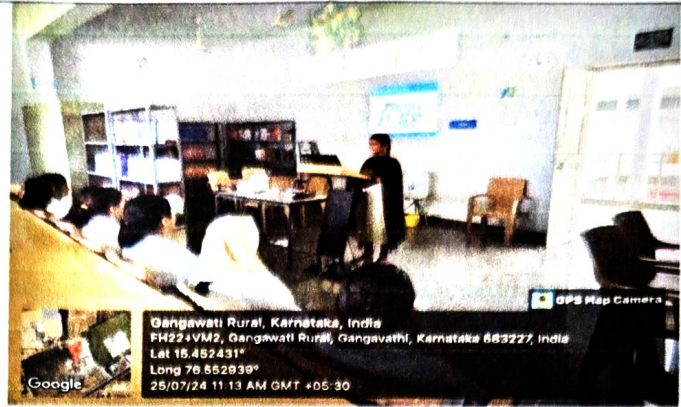 GPS Map Camera
Gangawati Rural, Karnataka, India
FH22+VM2, Gangawati Rural, Gangavathi, Karnataka 583227, India
Lat 15.452431°
Long 76.552939°
25/07/24 11:13 AM GMT +05:30
Google